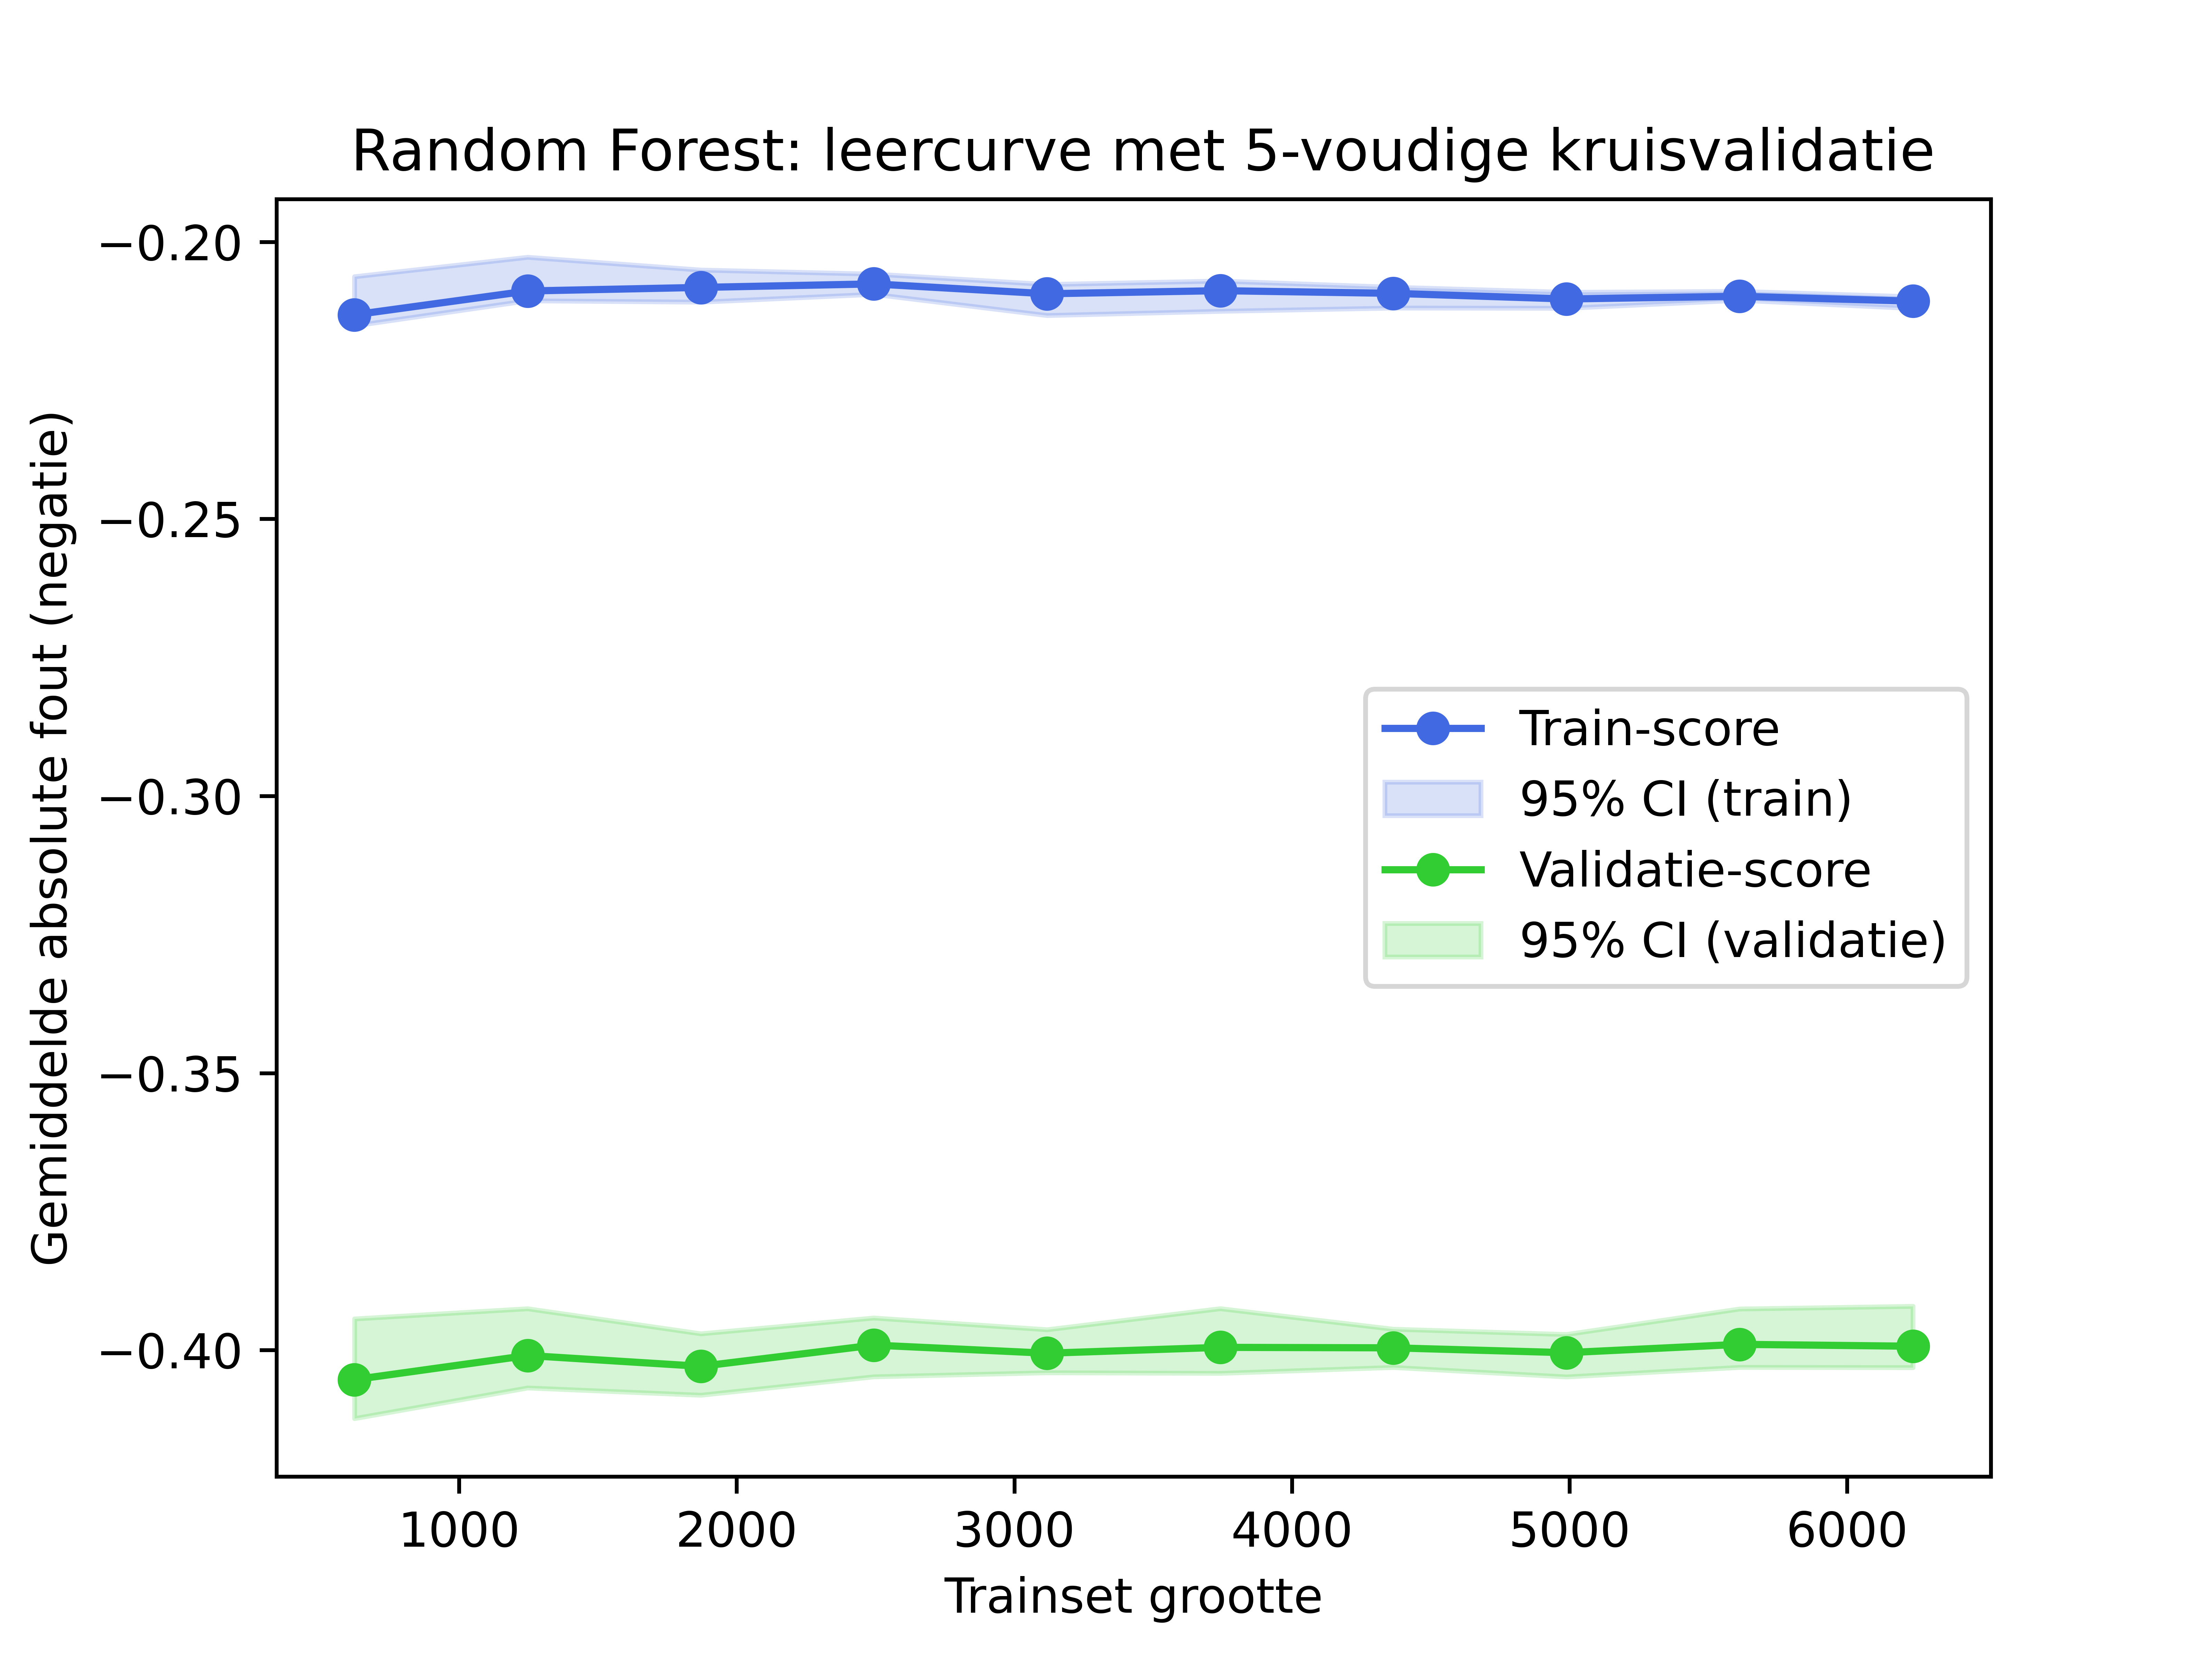 Random Forest: leercurve met 5-voudige kruisvalidatie
Gemiddelde absolute fout (negatie)
−0.20
−0.25
−0.30
−0.35
−0.40
Train-score
95% CI (train)
Validatie-score
95% CI (validatie)
1000 2000 3000 4000 5000 6000
Trainset grootte